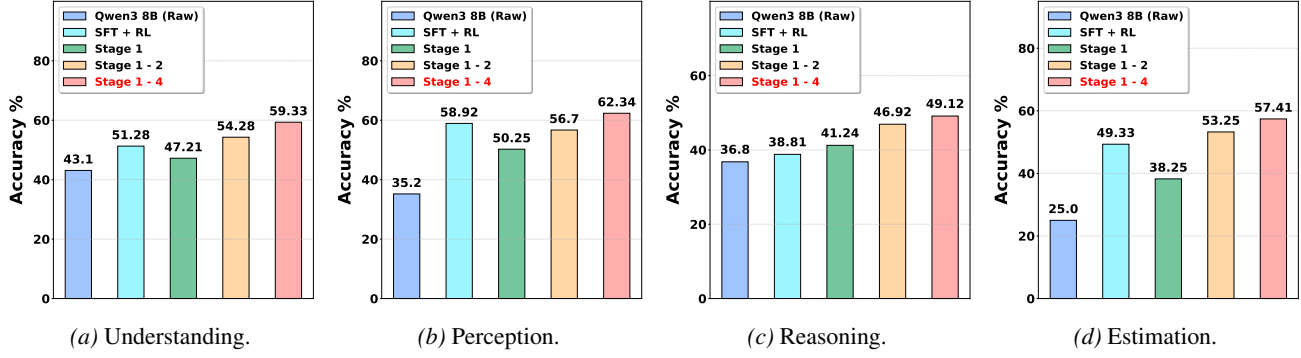 Accuracy %
80
60
40
20
0
Qwen3 8B (Raw)
SFT + RL
Stage 1
Stage 1 - 2
Stage 1 - 4
43.1
51.28
47.21
54.28
59.33
(a) Understanding.
Accuracy %
80
60
40
20
0
Qwen3 8B (Raw)
SFT + RL
Stage 1
Stage 1 - 2
Stage 1 - 4
35.2
58.92
50.25
56.7
62.34
(b) Perception.
Accuracy %
60
40
20
0
Qwen3 8B (Raw)
SFT + RL
Stage 1
Stage 1 - 2
Stage 1 - 4
36.8
38.81
41.24
46.92
49.12
(c) Reasoning.
Accuracy %
80
60
40
20
0
Qwen3 8B (Raw)
SFT + RL
Stage 1
Stage 1 - 2
Stage 1 - 4
25.0
49.33
38.25
53.25
57.41
(d) Estimation.